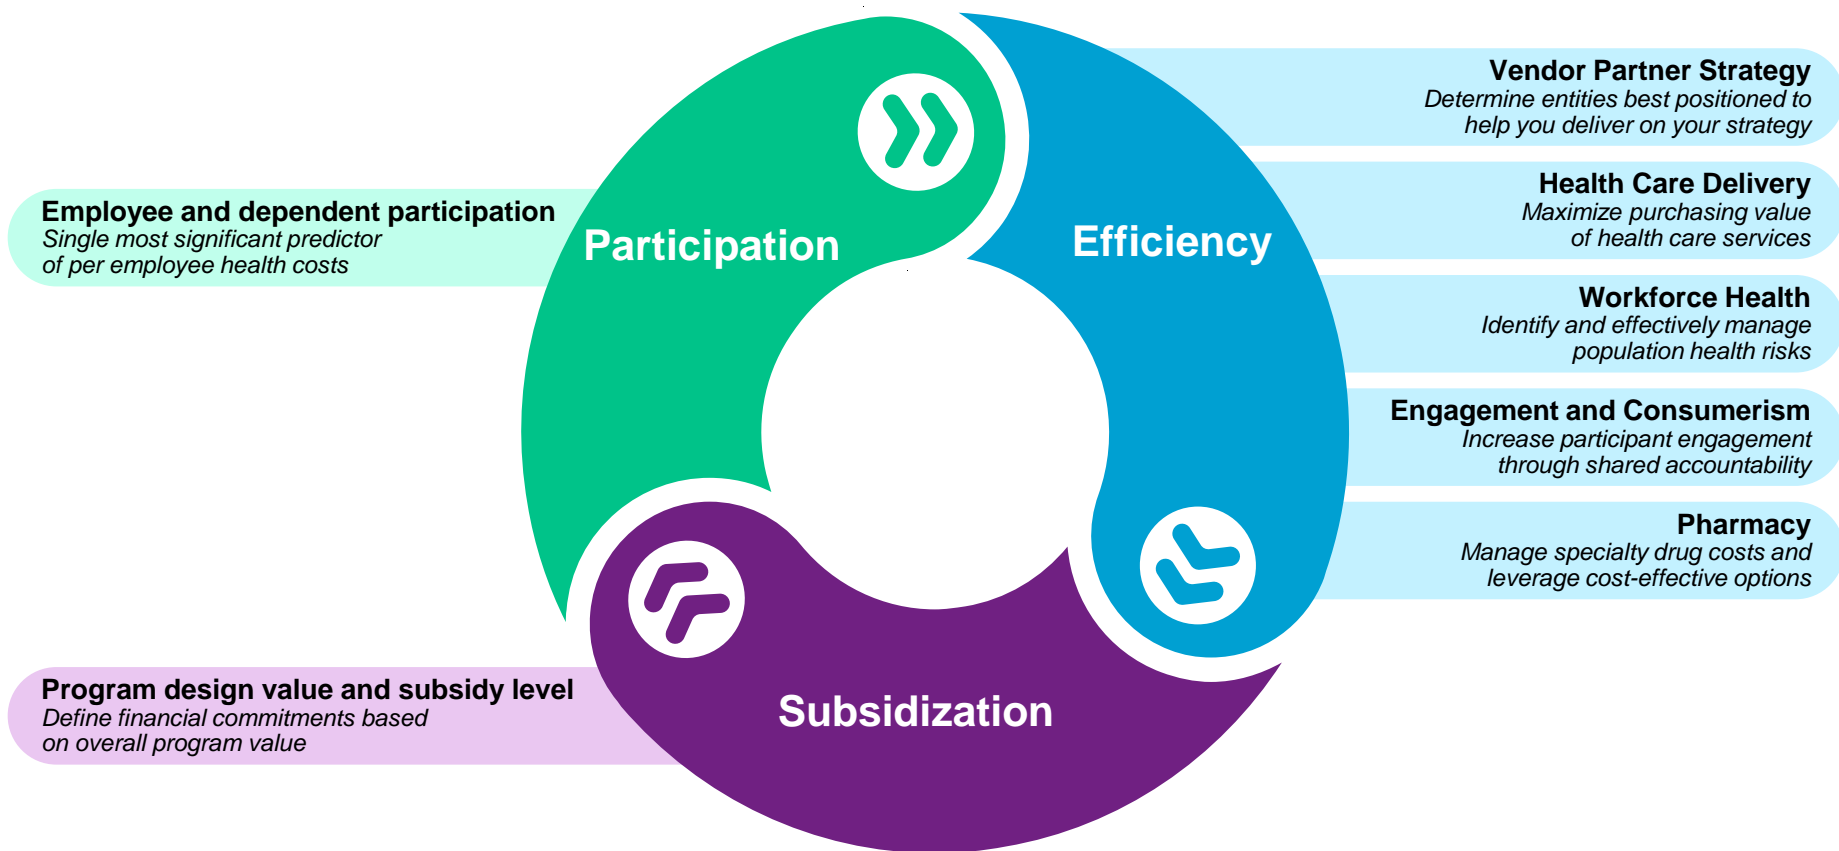 Employee and dependent participation
Single most significant predictor
of per employee health costs
Participation
Efficiency
Vendor Partner Strategy
Determine entities best positioned to
help you deliver on your strategy
Health Care Delivery
Maximize purchasing value
of health care services
Workforce Health
Identify and effectively manage
population health risks
Engagement and Consumerism
Increase participant engagement
through shared accountability
Pharmacy
Manage specialty drug costs and
leverage cost-effective options
Program design value and subsidy level
Define financial commitments based
on overall program value
Subsidization